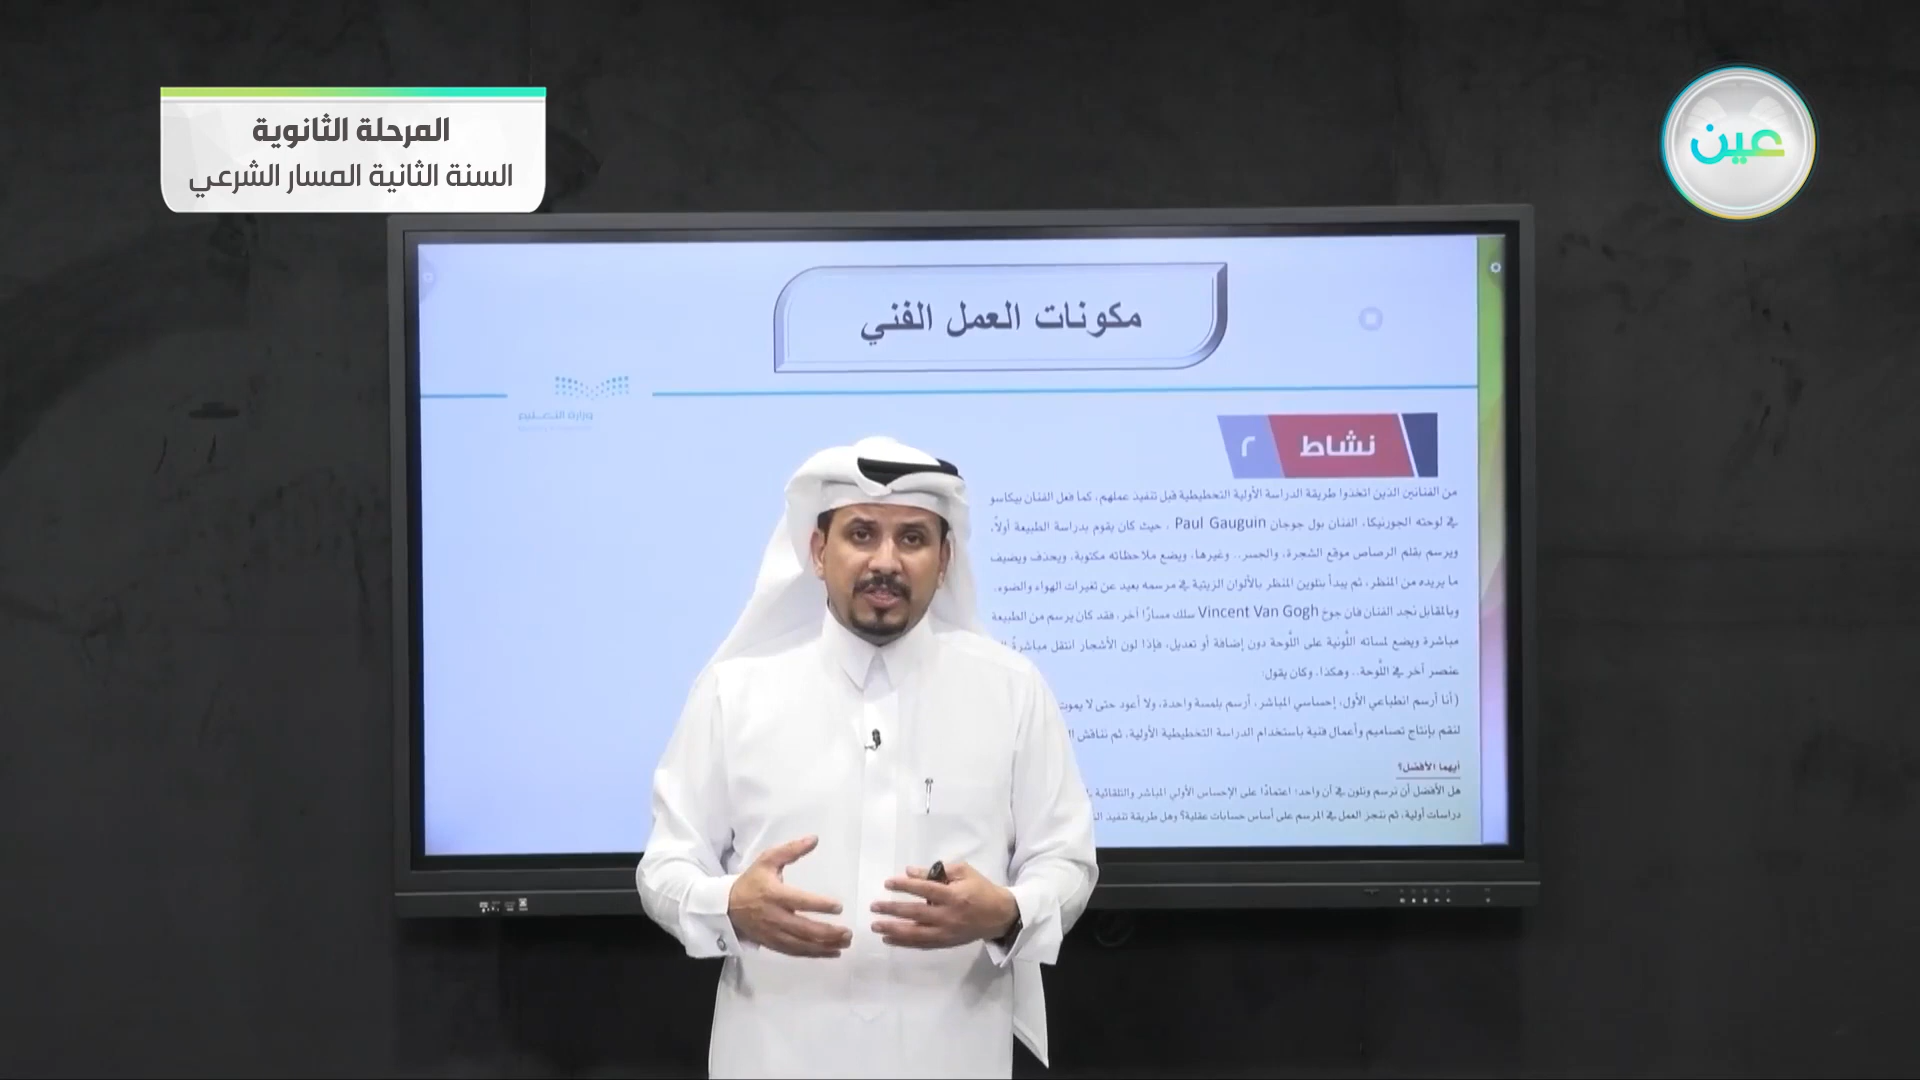 المرحلة الثانوية
السنة الثانية المسار الشرعي
عين
مكونات العمل الفني
وزارة التعليم
نشاط ٢
من الفنانين الذين اتخذوا طريقة الدراسة الأولية التخطيطية قبل تنفيذ عملهم، كما فعل الفنان بيكاسو
في لوحته الجورنيكا، الفنان بول جوجان Paul Gauguin ، حيث كان يقوم بدراسة الطبيعة أولاً،
ويرسم بقلم الرصاص موقع الشجرة، والجسر.. وغيرها، ويضع ملاحظاته مكتوبة، ويحذف ويضيف
ما يريده من المنظر، ثم يبدأ بتلوين المنظر بالألوان الزيتية في مرسمه بعيد عن تغيرات الهواء والضوء.
وبالمقابل نجد الفنان فان جوخ Vincent Van Gogh سلك مسارًا آخر، فقد كان يرسم من الطبيعة
مباشرة ويضع لمساته اللَّونية على اللَّوحة دون إضافة أو تعديل، فإذا لون الأشجار انتقل مباشرةً
عنصر آخر في اللَّوحة.. وهكذا، وكان يقول:
(أنا أرسم انطباعي الأول، إحساسي المباشر، أرسم بلمسة واحدة، ولا أعود حتى لا يموت
لنقم بإنتاج تصاميم وأعمال فنية باستخدام الدراسة التخطيطية الأولية، ثم نناقش
أيهما الأفضل؟
هل الأفضل أن نرسم ونلون في آن واحد؛ اعتمادًا على الإحساس الأولي المباشر والتلقائية
دراسات أولية، ثم ننجز العمل في المرسم على أساس حسابات عقلية؟ وهل طريقة تنفيذ